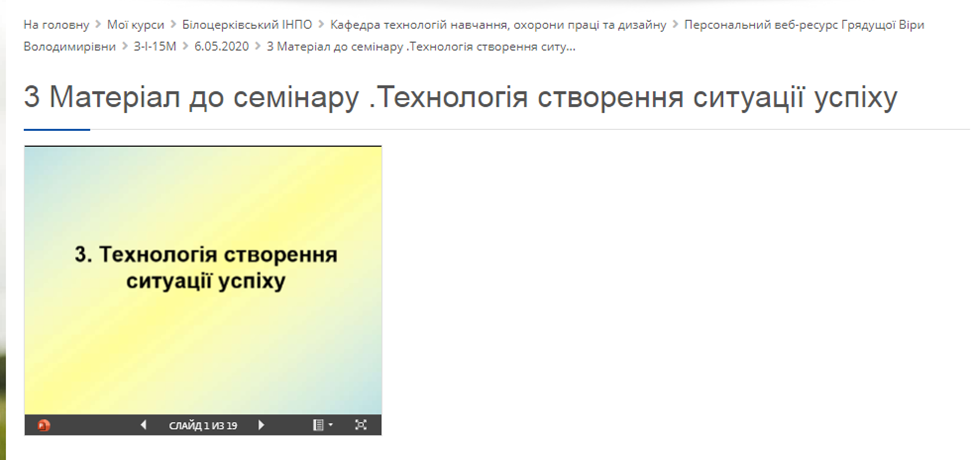 На головну > Мої курси > Білоцерківський ІНПО > Кафедра технологій навчання, охорони праці та дизайну > Персональний веб-ресурс Грядущої Віри
Володимирівни > З-І-15М > 6.05.2020 > 3 Матеріал до семінару .Технологія створення ситу...
3 Матеріал до семінару .Технологія створення ситуації успіху
3. Технологія створення
ситуації успіху
СЛАЙД 1 ИЗ 19